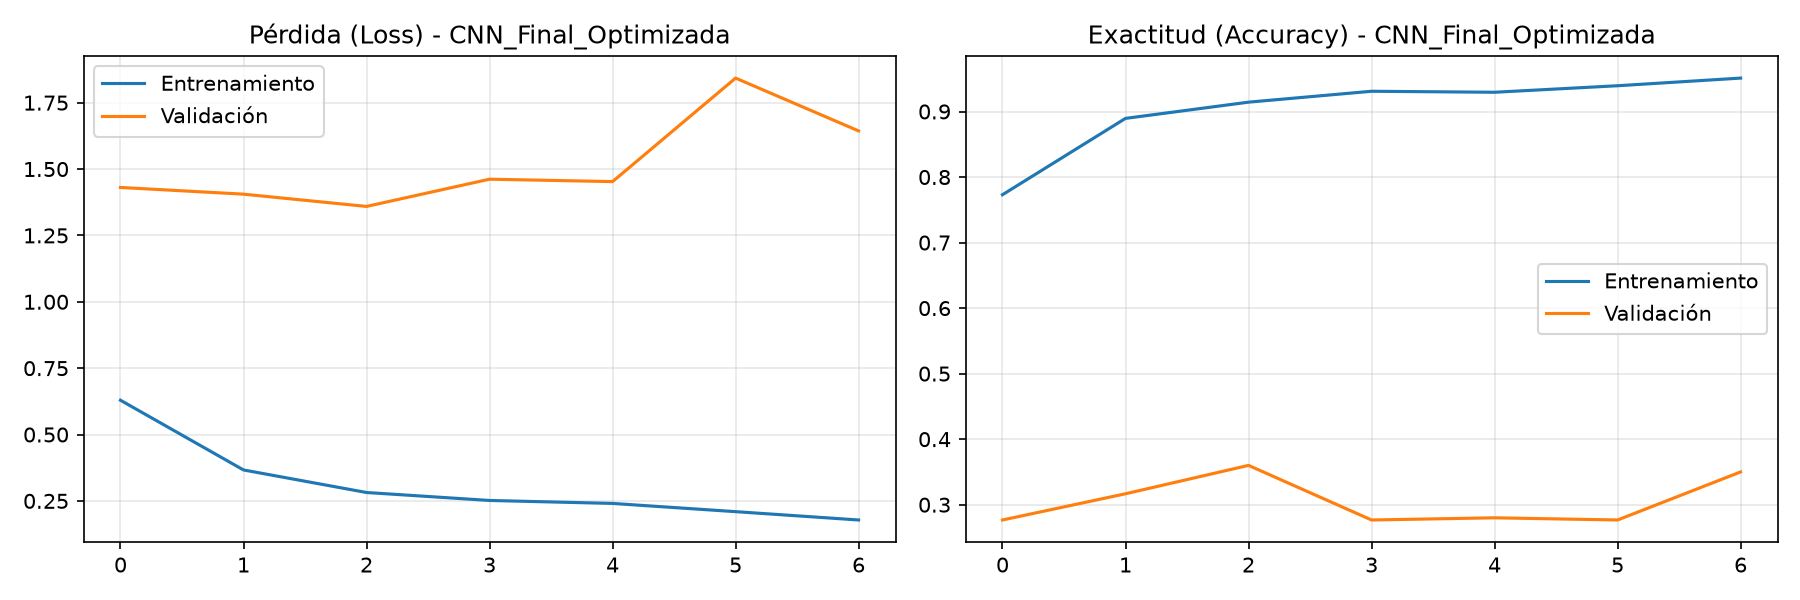 Pérdida (Loss) - CNN_Final_Optimizada
Entrenamiento
Validación
1.75
1.50
1.25
1.00
0.75
0.50
0.25
0 1 2 3 4 5 6
Exactitud (Accuracy) - CNN_Final_Optimizada
0.9
0.8
0.7
0.6
0.5
0.4
0.3
Entrenamiento
Validación
0 1 2 3 4 5 6